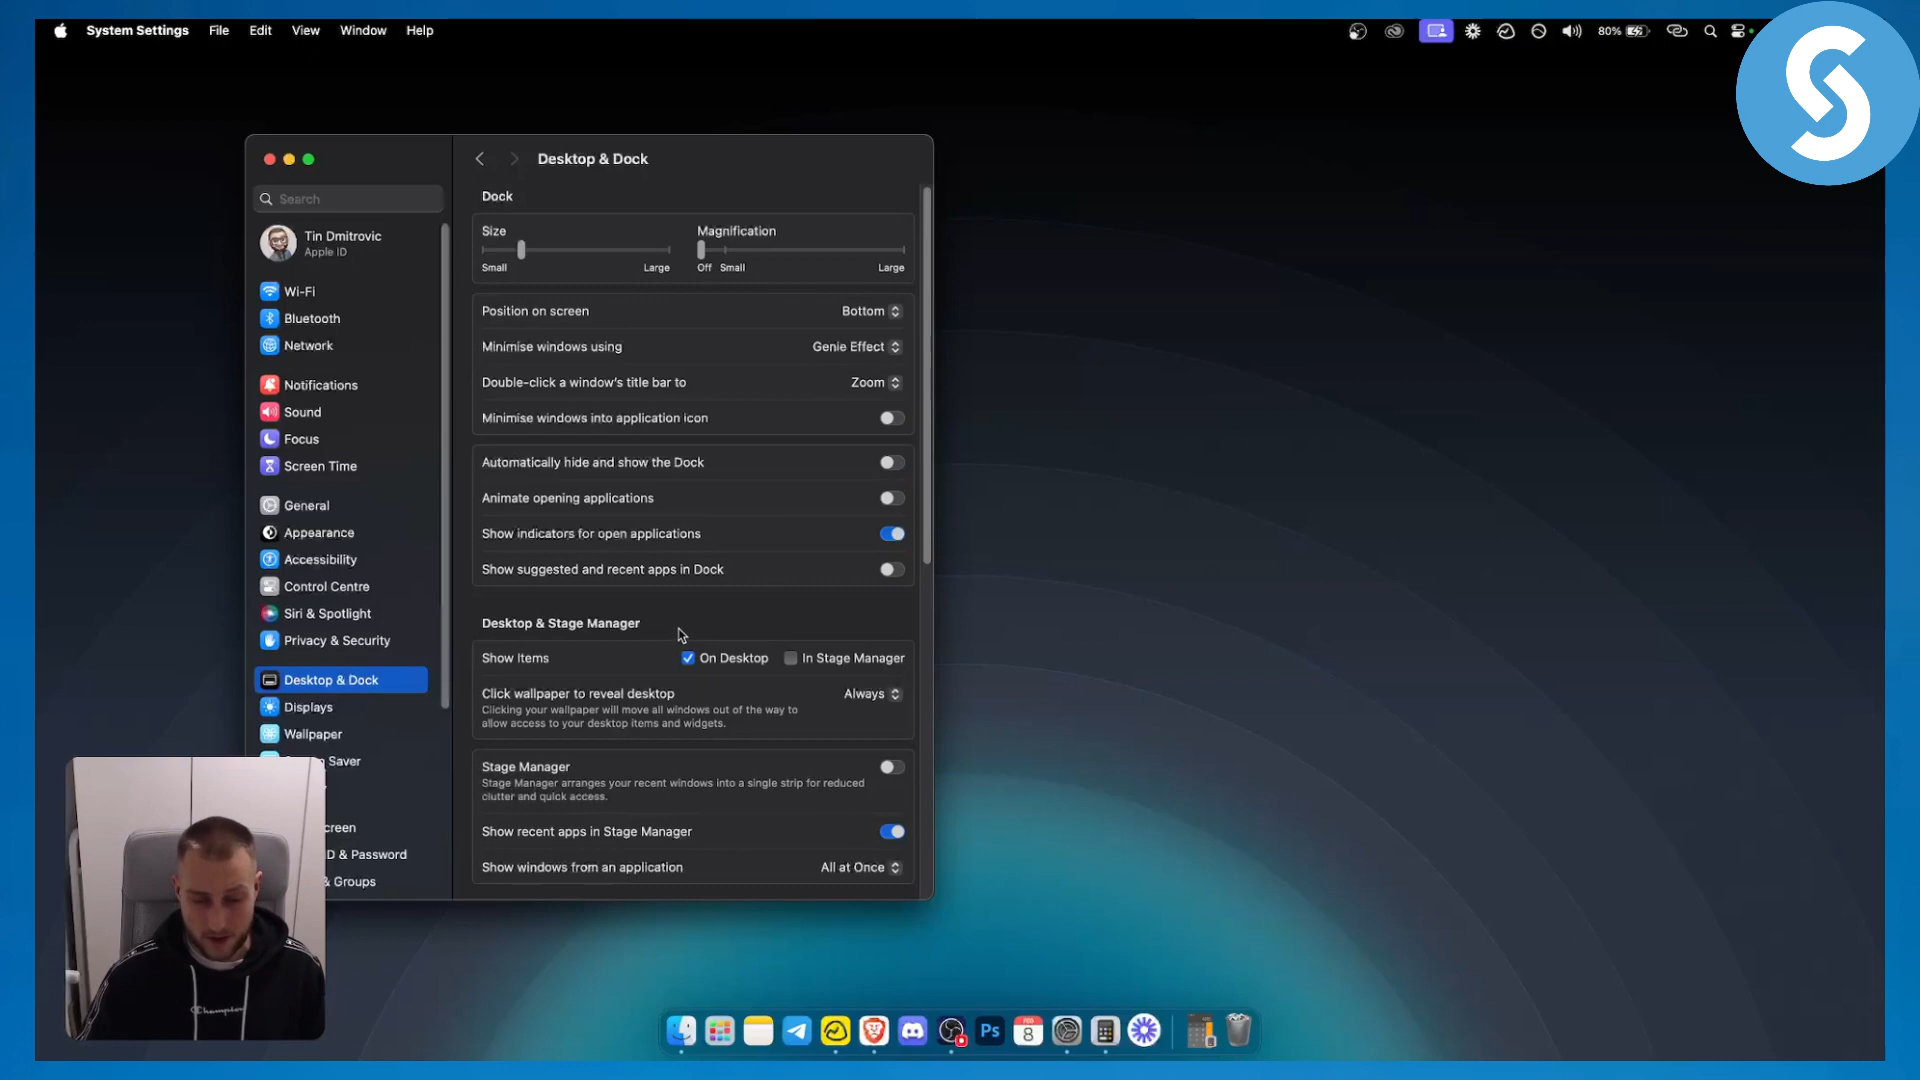 System Settings File Edit View Window Help
80%
Desktop & Dock
Search
Tin Dmitrovic
Apple ID
Wi-Fi
Bluetooth
Network
Notifications
Sound
Focus
Screen Time
General
Appearance
Accessibility
Control Centre
Siri & Spotlight
Privacy & Security
Desktop & Dock
Displays
Wallpaper
Saver
creen
D & Password
& Groups
Dock
Size Magnification
Small Large Off Small Large
Position on screen Bottom
Minimise windows using Genie Effect
Double-click a window's title bar to Zoom
Minimise windows into application icon
Automatically hide and show the Dock
Animate opening applications
Show indicators for open applications
Show suggested and recent apps in Dock
Desktop & Stage Manager
Show Items On Desktop In Stage Manager
Click wallpaper to reveal desktop Always
Clicking your wallpaper will move all windows out of the way to
allow access to your desktop items and widgets.
Stage Manager
Stage Manager arranges your recent windows into a single strip for reduced
clutter and quick access.
Show recent apps in Stage Manager
Show windows from an application All at Once
Champion
Ps
8